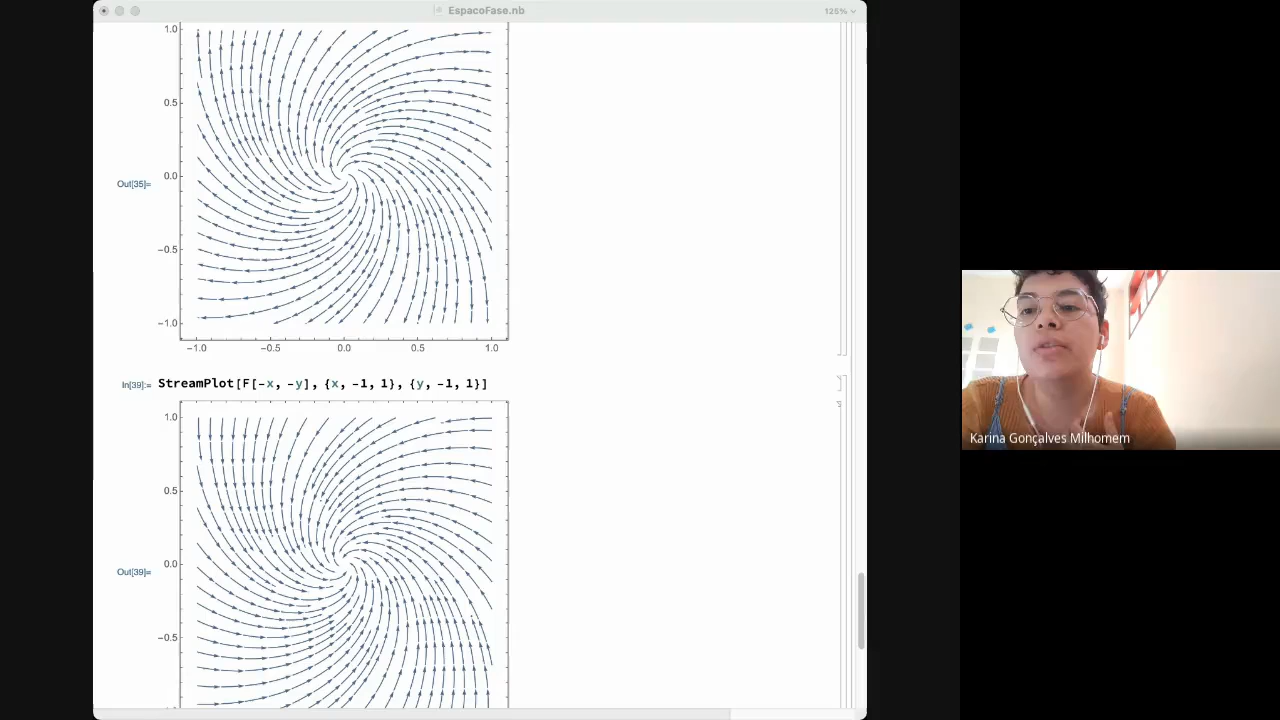 EspacoFase.nb
125%
1.0
0.5
Out[35]=
0.0
−0.5
−1.0
−1.0 −0.5 0.0 0.5 1.0
In[39]:= StreamPlot[F[-x, -y], {x, -1, 1}, {y, -1, 1}]
1.0
0.5
Out[39]=
0.0
−0.5
Karina Gonçalves Milhomem